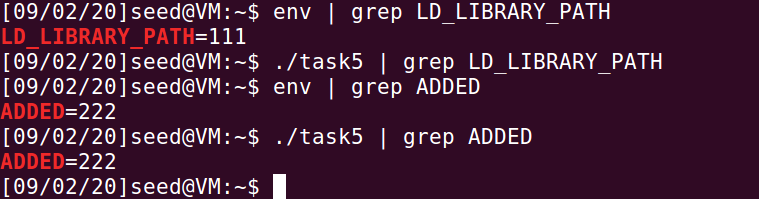 [09/02/20]seed@VM:~$ env | grep LD_LIBRARY_PATH
LD_LIBRARY_PATH=111
[09/02/20]seed@VM:~$ ./task5 | grep LD_LIBRARY_PATH
[09/02/20]seed@VM:~$ env | grep ADDED
ADDED=222
[09/02/20]seed@VM:~$ ./task5 | grep ADDED
ADDED=222
[09/02/20]seed@VM:~$